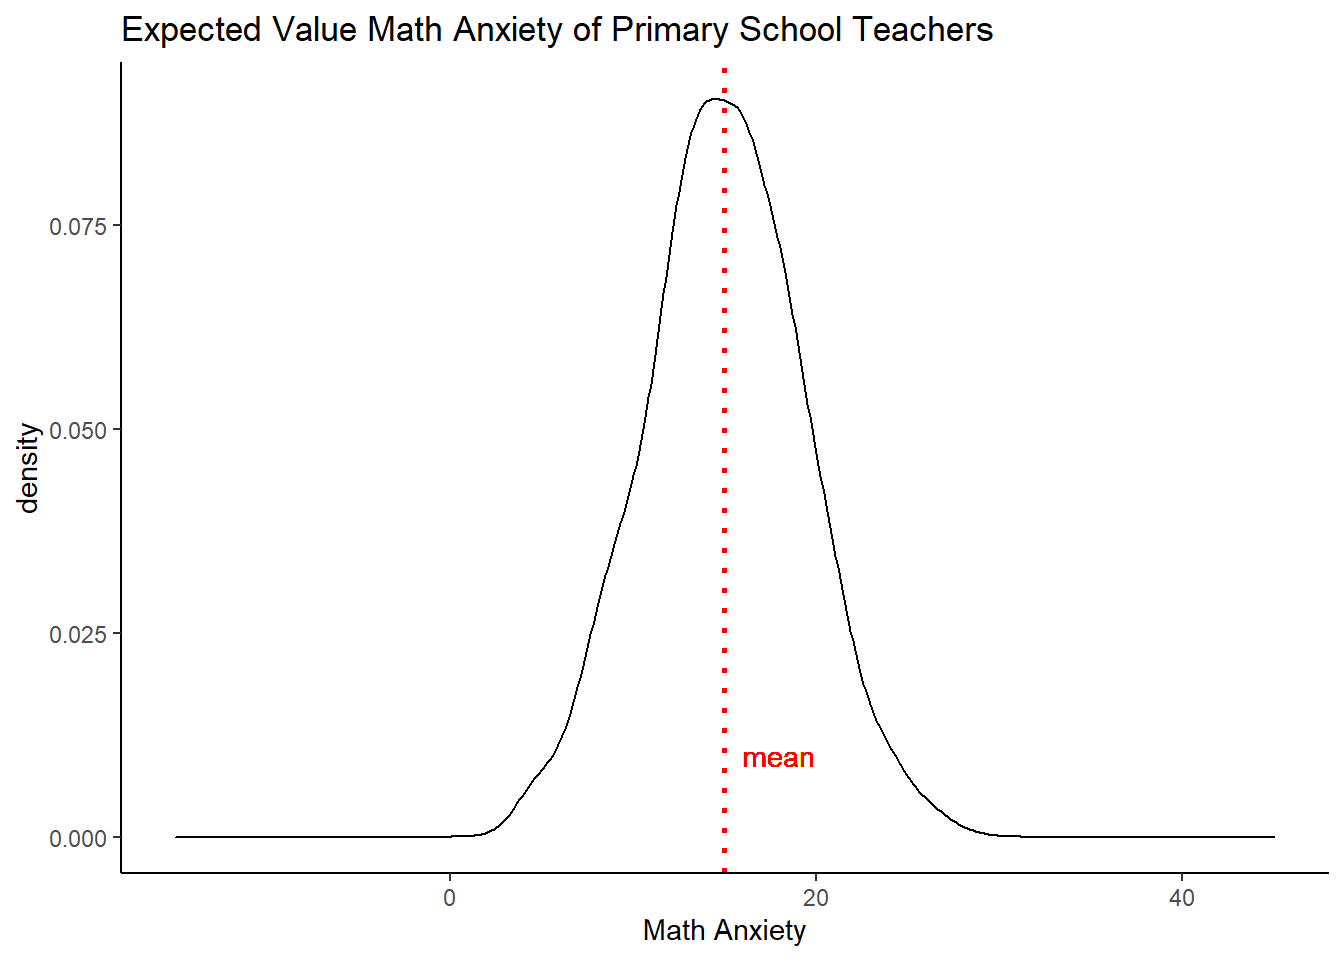 Expected Value Math Anxiety of Primary School Teachers
density
0.075
0.050
0.025
0.000
mean
0
20
40
Math Anxiety